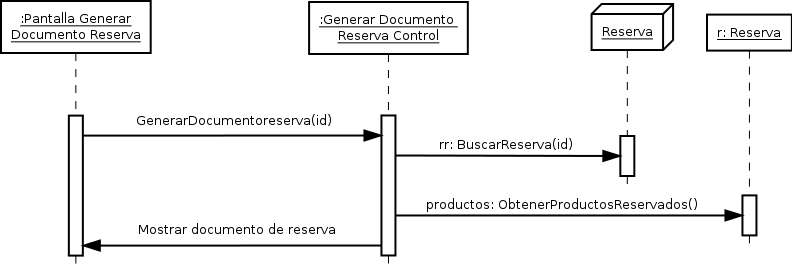 :Pantalla Generar
Documento Reserva
:Generar Documento
Reserva Control
Reserva
r: Reserva
GenerarDocumentoreserva(id)
rr: BuscarReserva(id)
productos: ObtenerProductosReservados()
Mostrar documento de reserva